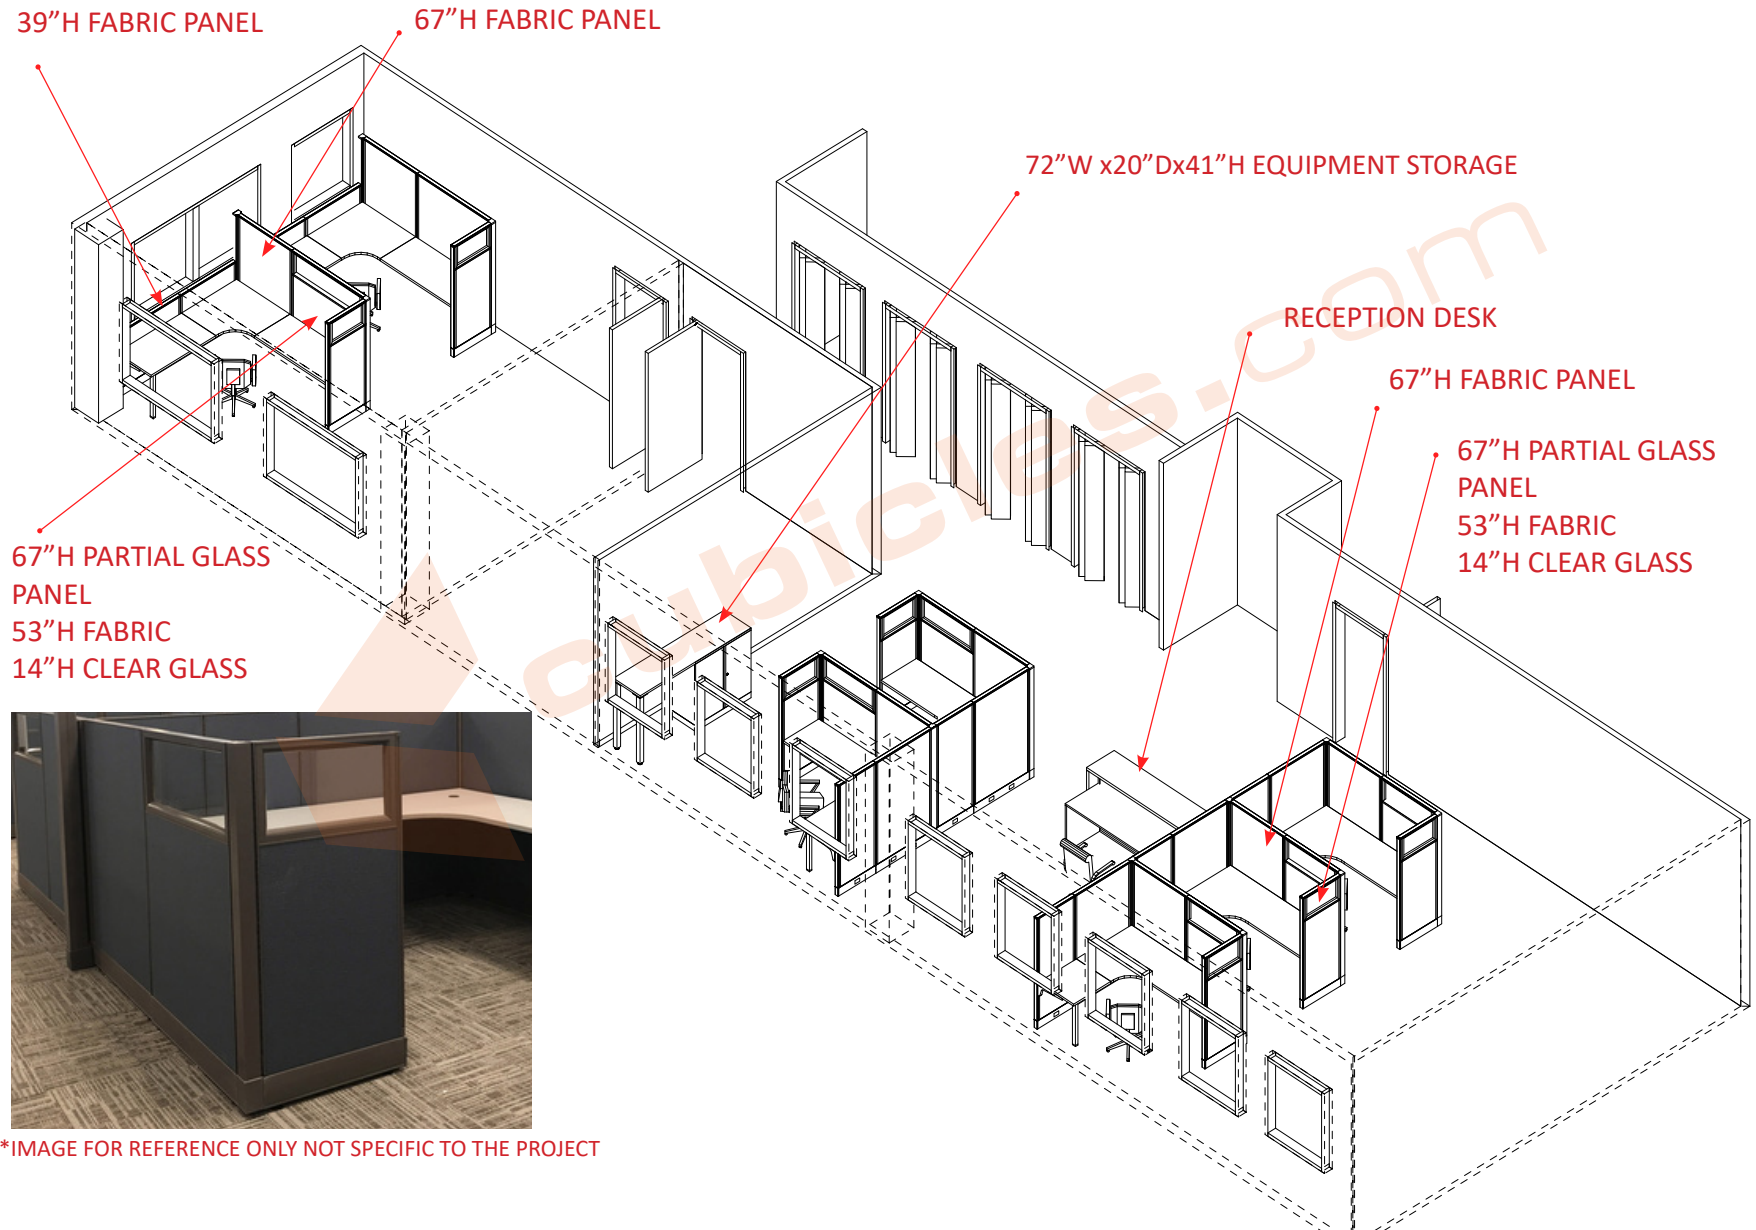 39”H FABRIC PANEL
67”H FABRIC PANEL
72”W x20”Dx41”H EQUIPMENT STORAGE
RECEPTION DESK
67”H FABRIC PANEL
67”H PARTIAL GLASS
PANEL
53”H FABRIC
14”H CLEAR GLASS
67”H PARTIAL GLASS
PANEL
53”H FABRIC
14”H CLEAR GLASS
cubicles.com
*IMAGE FOR REFERENCE ONLY NOT SPECIFIC TO THE PROJECT